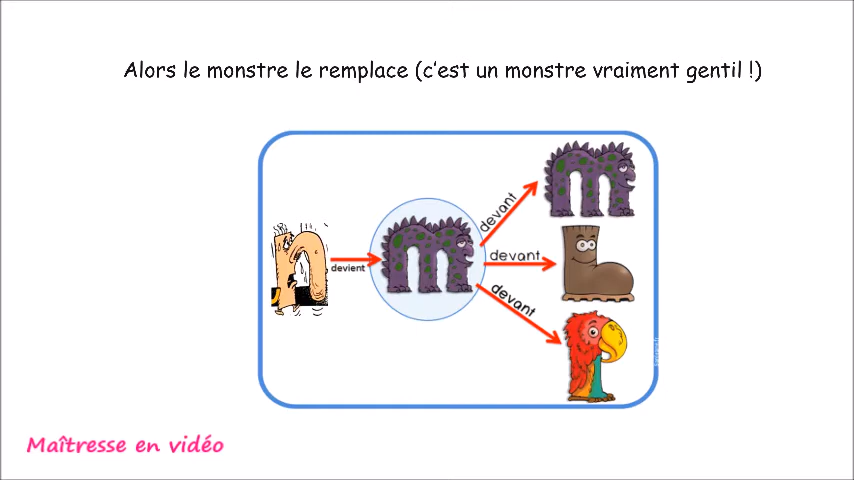 Alors le monstre le remplace (c'est un monstre vraiment gentil !)
devant
devient
devant
devant
Maîtresse en vidéo